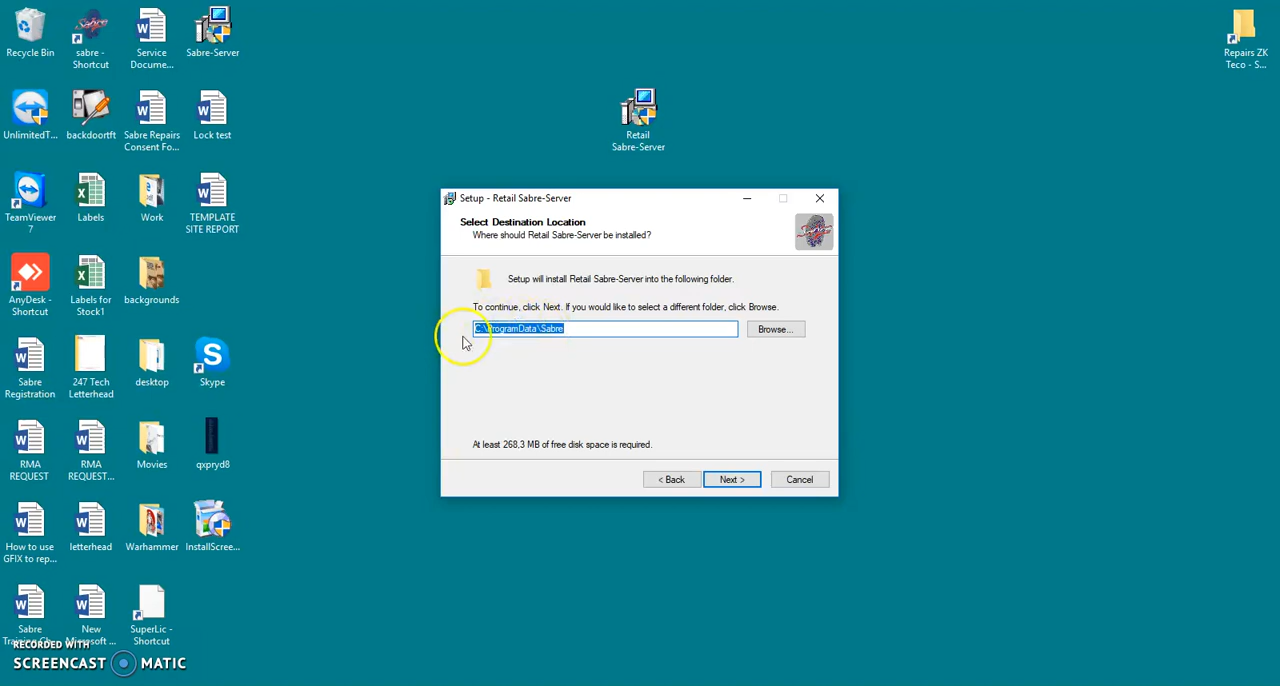 Recycle Bin
sabre -
Shortcut
Service
Docume...
Sabre-Server
Repairs ZK
Teco - S...
UnlimitedT...
backdoortft
Sabre Repairs
Consent Fo...
Lock test
Retail
Sabre-Server
TeamViewer
7
Labels
Work
TEMPLATE
SITE REPORT
AnyDesk -
Shortcut
Labels for
Stock1
backgrounds
Sabre
Registration
247 Tech
Letterhead
desktop
Skype
RMA
REQUEST
RMA
REQUEST...
Movies
qxpryd8
How to use
GFIX to rep...
letterhead
Warhammer
InstallScree...
Sabre
New
Microsoft ...
SuperLic -
Shortcut
Setup - Retail Sabre-Server
Select Destination Location
Where should Retail Sabre-Server be installed?
Sabre
Setup will install Retail Sabre-Server into the following folder.
To continue, click Next. If you would like to select a different folder, click Browse.
C:\ProgramData\Sabre
Browse...
At least 268,3 MB of free disk space is required.
< Back
Next >
Cancel
RECORDED WITH
SCREENCAST MATIC